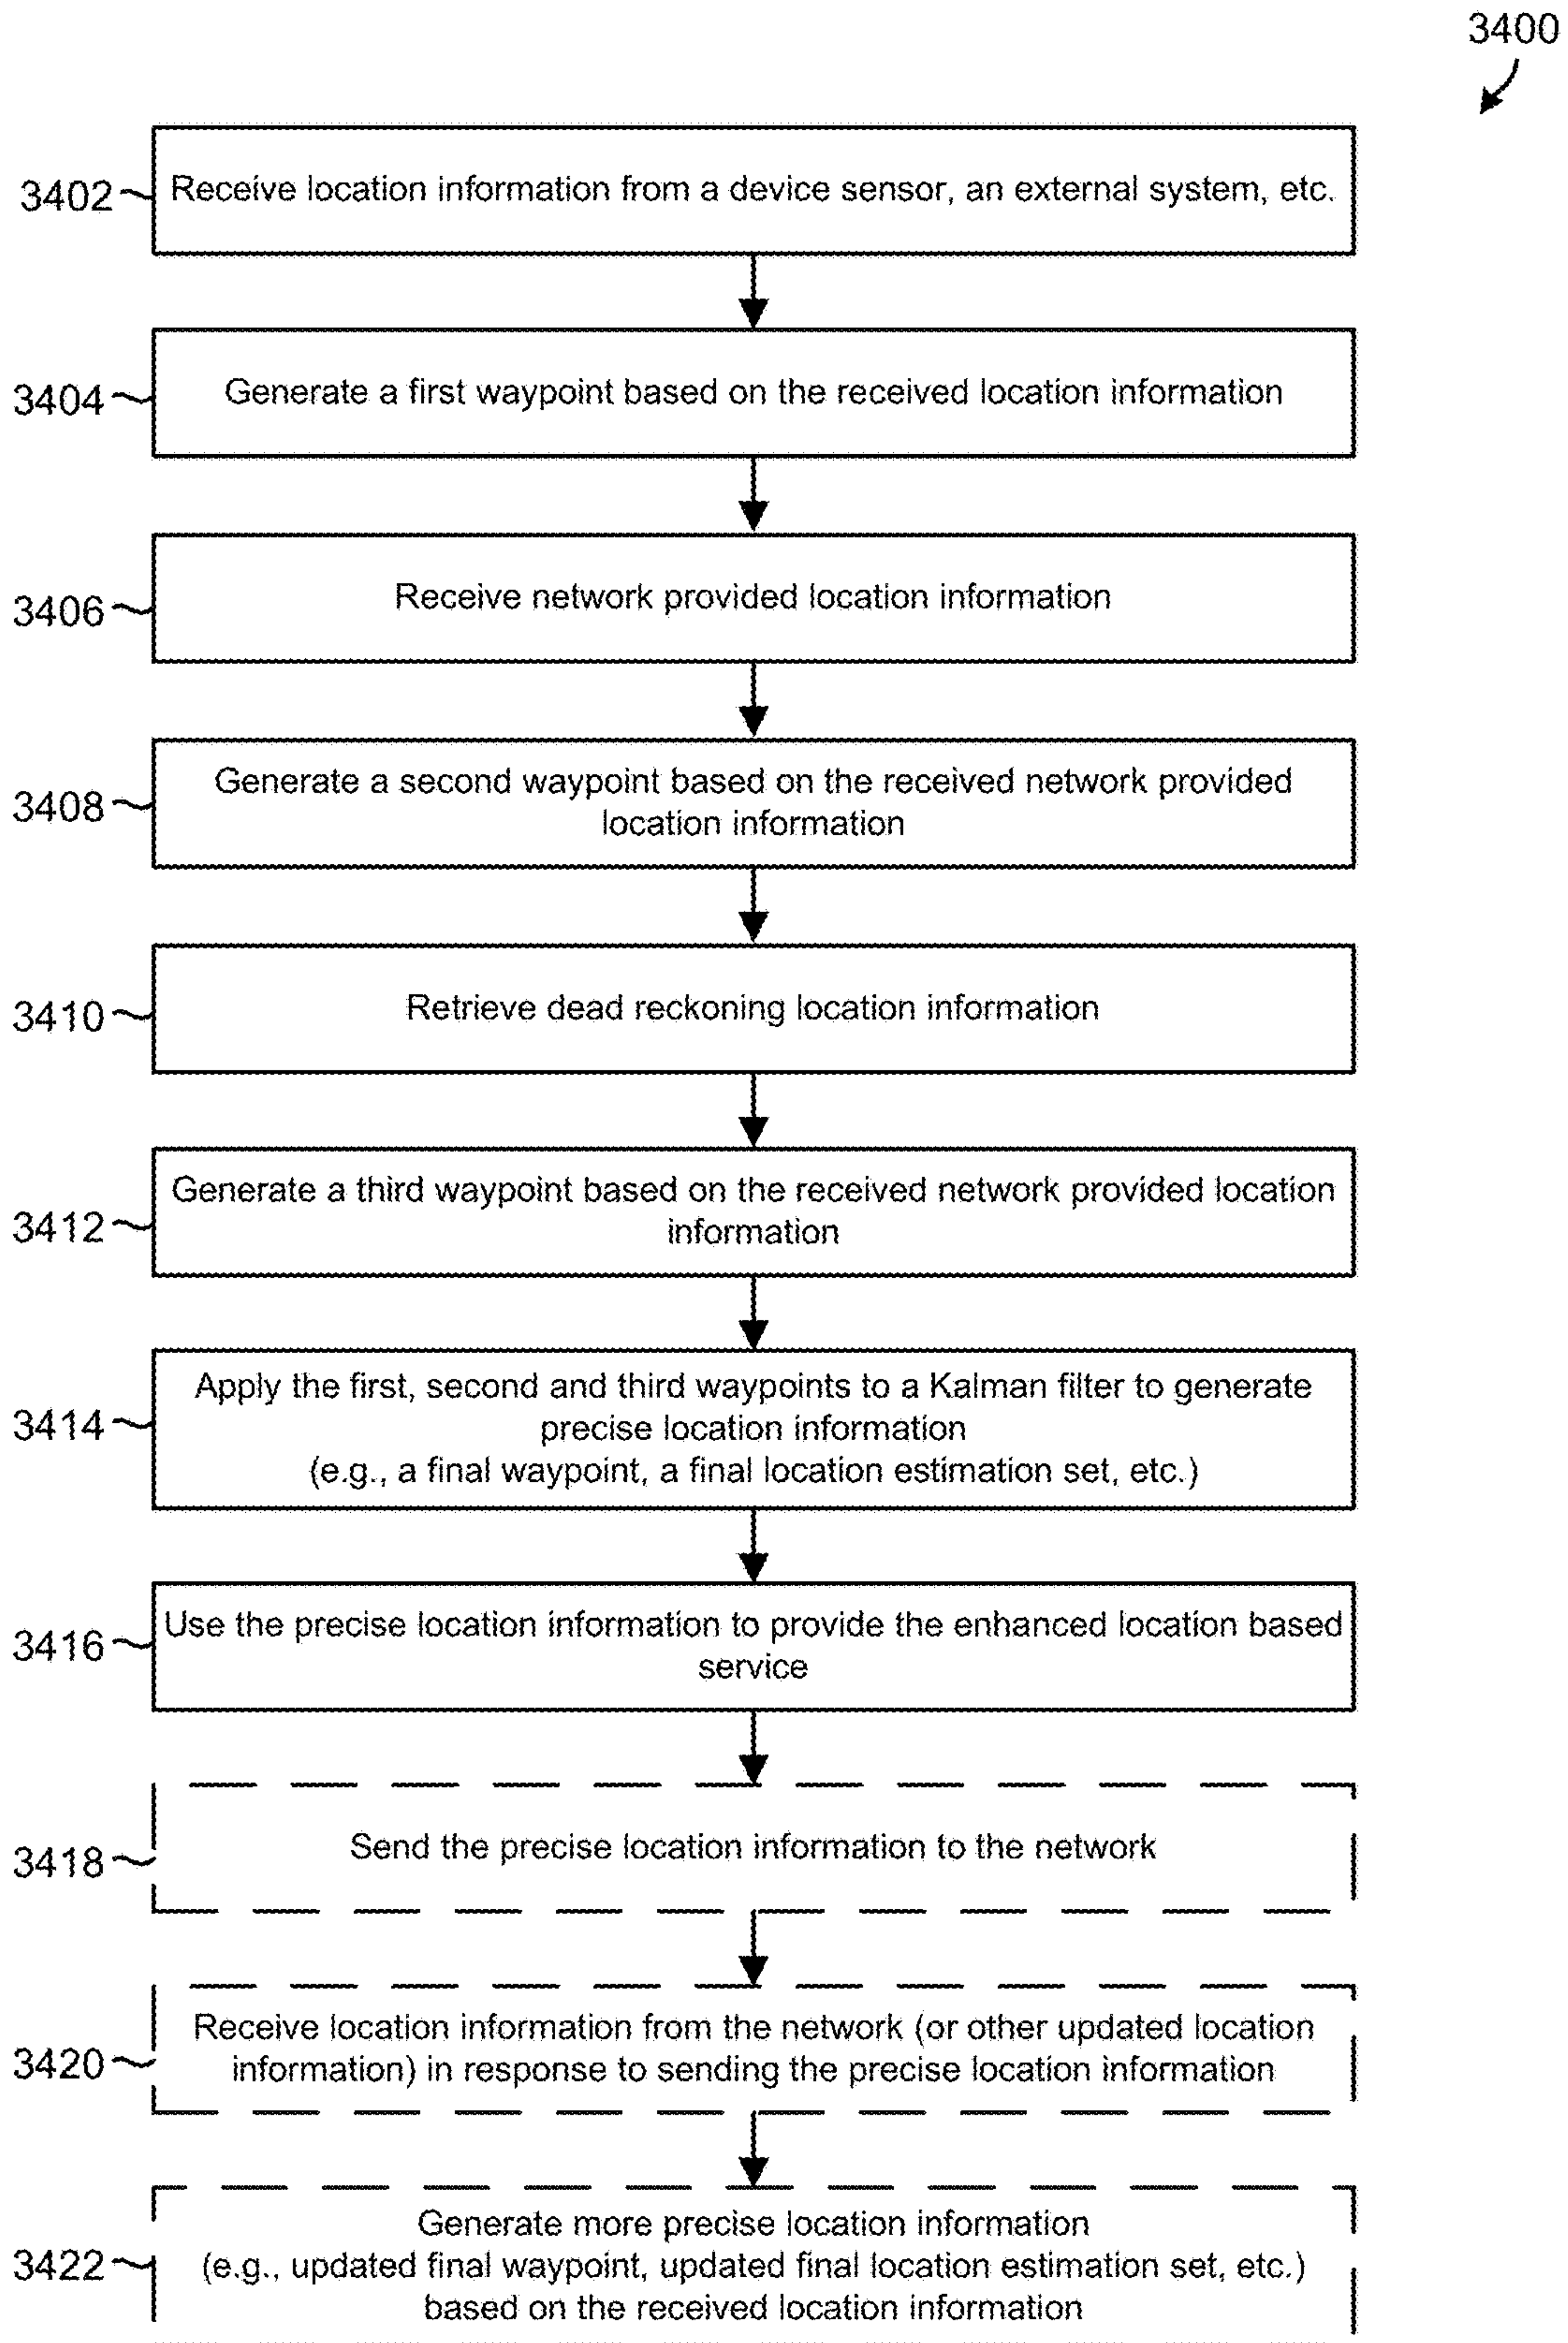 3400
3402
Receive location information from a device sensor, an external system, etc.
3404
Generate a first waypoint based on the received location information
3406
Receive network provided location information
3408
Generate a second waypoint based on the received network provided
location information
3410
Retrieve dead reckoning location information
3412
Generate a third waypoint based on the received network provided location
information
3414
Apply the first, second and third waypoints to a Kalman filter to generate
precise location information
(e.g., a final waypoint, a final location estimation set, etc.)
3416
Use the precise location information to provide the enhanced location based
service
3418
Send the precise location information to the network
3420
Receive location information from the network (or other updated location
information) in response to sending the precise location information
3422
Generate more precise location information
(e.g., updated final waypoint, updated final location estimation set, etc.)
based on the received location information